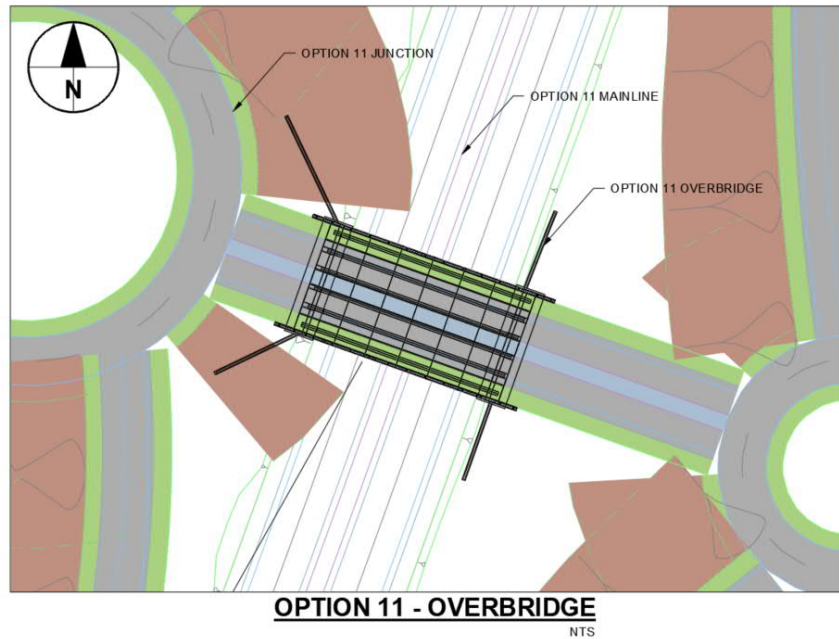 OPTION 11 JUNCTION
OPTION 11 MAINLINE
N
OPTION 11 OVERBRIDGE
OPTION 11 - OVERBRIDGE
NTS